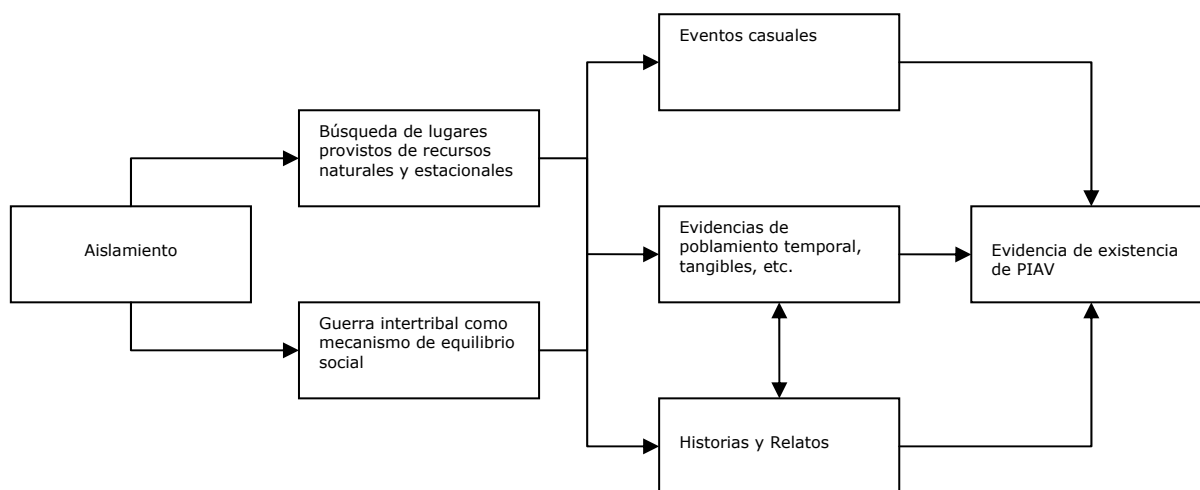 Eventos casuales
Búsqueda de lugares
provistos de recursos
naturales y estacionales
Aislamiento
Evidencias de
poblamiento temporal,
tangibles, etc.
Evidencia de existencia
de PIAV
Guerra intertribal como
mecanismo de equilibrio
social
Historias y Relatos